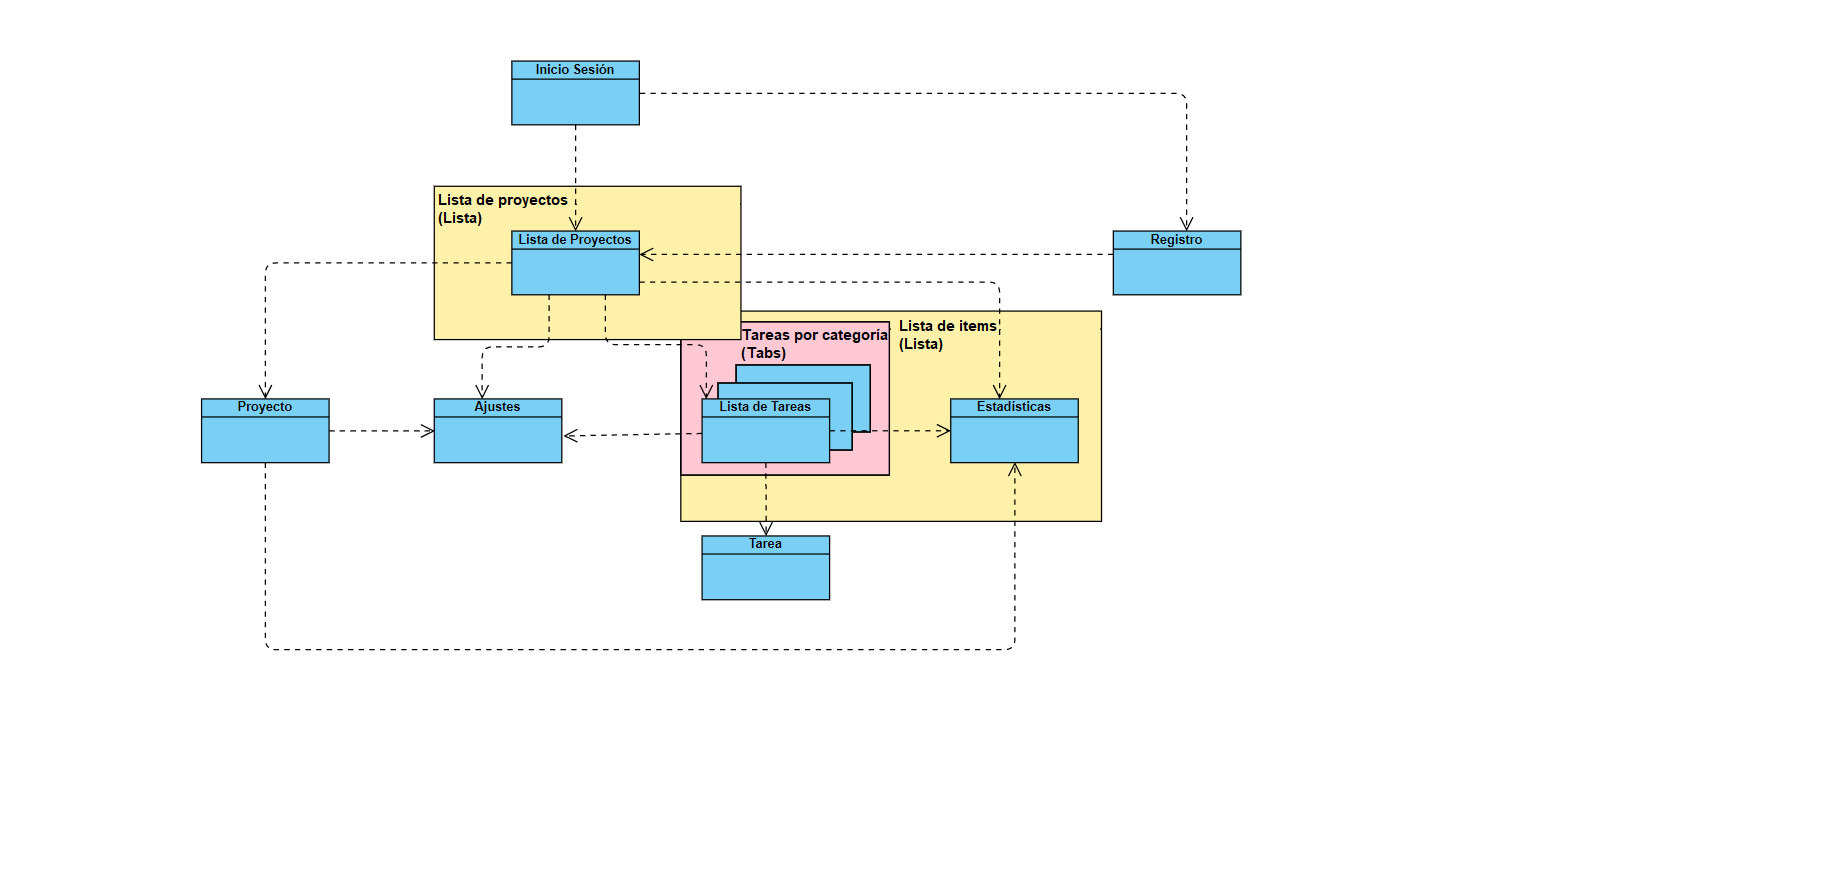 Inicio Sesión
Lista de proyectos
(Lista)
Lista de Proyectos
Registro
Lista de items
(Lista)
Tareas por categoría
(Tabs)
Proyecto
Ajustes
Lista de Tareas
Estadísticas
Tarea